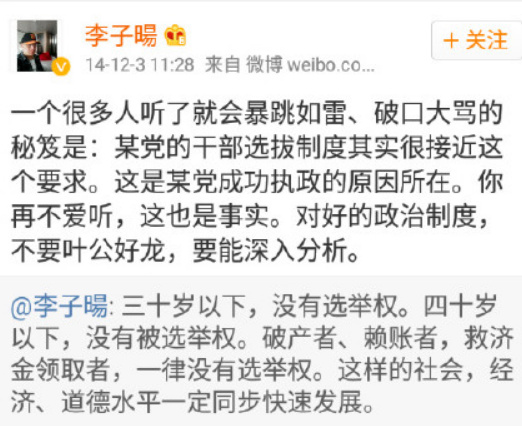 李子暘
+ 关注
14-12-3 11:28 来自 微博 weibo.co...
一个很多人听了就会暴跳如雷、破口大骂的
秘笈是：某党的干部选拔制度其实很接近这
个要求。这是某党成功执政的原因所在。你
再不爱听，这也是事实。对好的政治制度，
不要叶公好龙，要能深入分析。
@李子暘: 三十岁以下，没有选举权。四十岁
以下，没有被选举权。破产者、赖账者，救济
金领取者，一律没有选举权。这样的社会，经
济、道德水平一定同步快速发展。